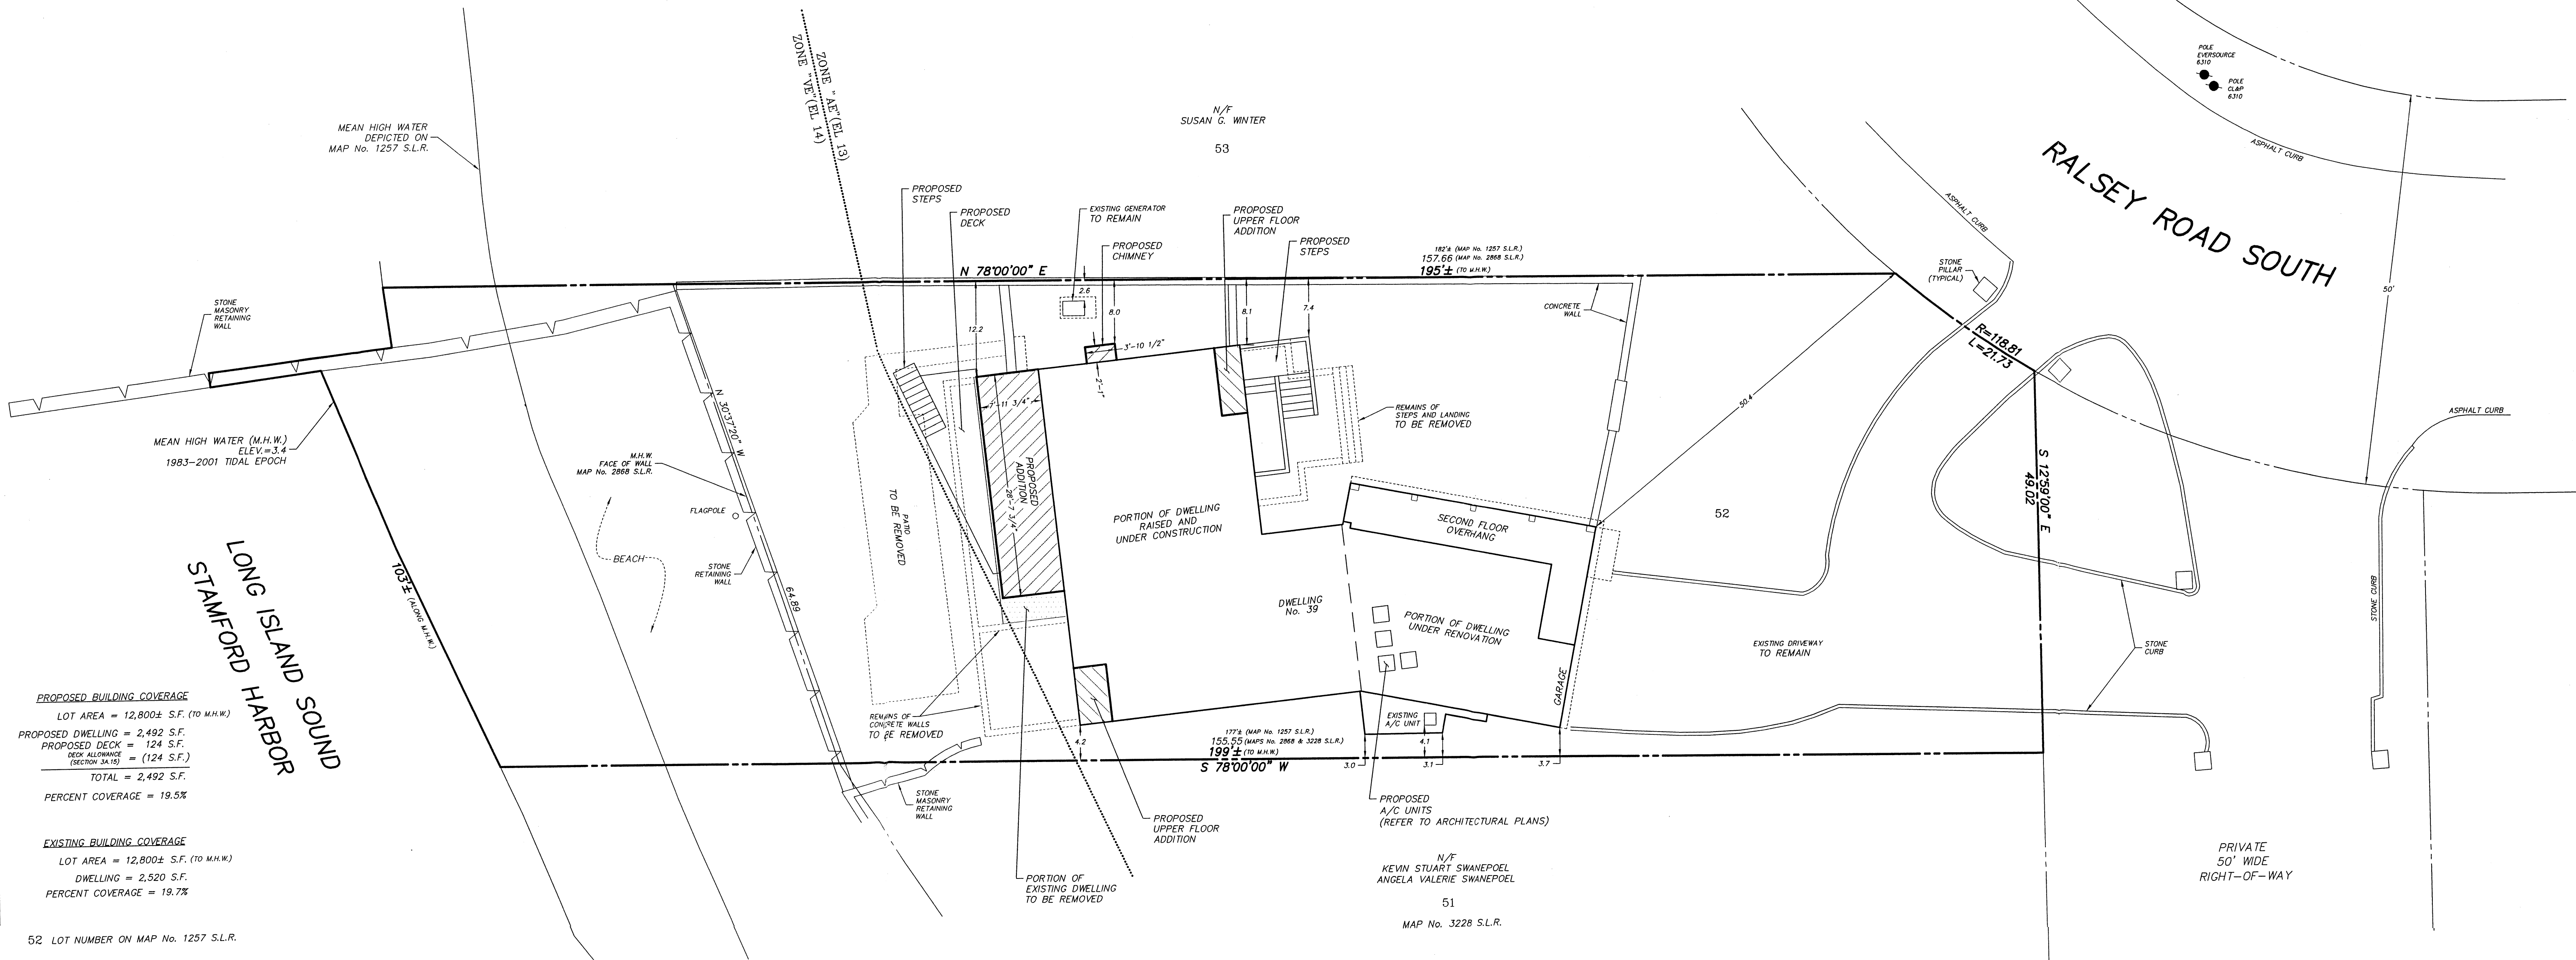 POLE
EVERSOURCE
6310
POLE
CL&P
6310
ASPHALT CURB
RALSEY ROAD SOUTH
50'
ASPHALT CURB
STONE
PILLAR
(TYPICAL)
ASPHALT CURB
STONE CURB
ZONE "AE"(EL 13)
ZONE "VE"(EL 14)
N/F
SUSAN G. WINTER
53
MEAN HIGH WATER
DEPICTED ON
MAP No. 1257 S.L.R.
PROPOSED
STEPS
PROPOSED
DECK
EXISTING GENERATOR
TO REMAIN
PROPOSED
CHIMNEY
PROPOSED
UPPER FLOOR
ADDITION
PROPOSED
STEPS
182'± (MAP No. 1257 S.L.R.)
157.66 (MAP No. 2868 S.L.R.)
195'± (TO M.H.W.)
N 78°00'00" E
STONE
MASONRY
RETAINING
WALL
CONCRETE
WALL
2.6
12.2
8.0
8.1
7.4
3'-10 1/2"
2'-1"
7'-11 3/4"
28'-7 3/4"
PROPOSED
ADDITION
50.4
R=118.81
L=21.73
S 12°59'00" E
49.02
MEAN HIGH WATER (M.H.W.)
ELEV.=3.4
1983-2001 TIDAL EPOCH
N 30°37'20" W
64.89
M.H.W.
FACE OF WALL
MAP No. 2868 S.L.R.
FLAGPOLE
BEACH
STONE
RETAINING
WALL
PATIO
TO BE REMOVED
REMAINS OF
STEPS AND LANDING
TO BE REMOVED
PORTION OF DWELLING
RAISED AND
UNDER CONSTRUCTION
SECOND FLOOR
OVERHANG
52
DWELLING
No. 39
PORTION OF DWELLING
UNDER RENOVATION
GARAGE
EXISTING DRIVEWAY
TO REMAIN
STONE
CURB
LONG ISLAND SOUND
STAMFORD HARBOR
103'± (ALONG M.H.W.)
REMAINS OF
CONCRETE WALLS
TO BE REMOVED
EXISTING
A/C UNIT
4.2
4.1
3.0
3.1
3.7
177'± (MAP No. 1257 S.L.R.)
155.55 (MAPS No. 2868 & 3228 S.L.R.)
199'± (TO M.H.W.)
S 78°00'00" W
STONE
MASONRY
RETAINING
WALL
PROPOSED
UPPER FLOOR
ADDITION
PORTION OF
EXISTING DWELLING
TO BE REMOVED
PROPOSED
A/C UNITS
(REFER TO ARCHITECTURAL PLANS)
N/F
KEVIN STUART SWANEPOEL
ANGELA VALERIE SWANEPOEL
51
MAP No. 3228 S.L.R.
PRIVATE
50' WIDE
RIGHT-OF-WAY
PROPOSED BUILDING COVERAGE
LOT AREA = 12,800± S.F. (TO M.H.W.)
PROPOSED DWELLING = 2,492 S.F.
PROPOSED DECK = 124 S.F.
DECK ALLOWANCE
(SECTION 3A.15) = (124 S.F.)
TOTAL = 2,492 S.F.
PERCENT COVERAGE = 19.5%
EXISTING BUILDING COVERAGE
LOT AREA = 12,800± S.F. (TO M.H.W.)
DWELLING = 2,520 S.F.
PERCENT COVERAGE = 19.7%
52 LOT NUMBER ON MAP No. 1257 S.L.R.